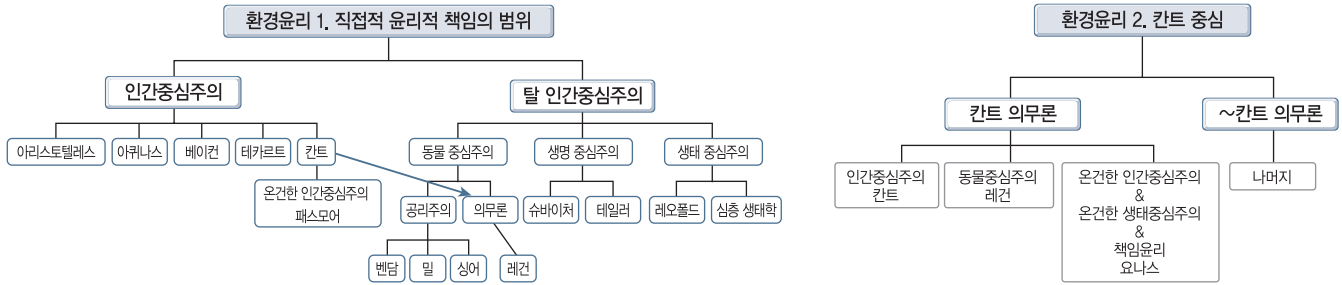 환경윤리 1. 직접적 윤리적 책임의 범위
인간중심주의
탈 인간중심주의
아리스토텔레스
아퀴나스
베이컨
테카르트
칸트
동물 중심주의
생명 중심주의
생태 중심주의
온건한 인간중심주의
패스모어
공리주의
의무론
슈바이처
테일러
레오폴드
심층 생태학
벤담
밀
싱어
레건
환경윤리 2. 칸트 중심
칸트 의무론
~칸트 의무론
인간중심주의
칸트
동물중심주의
레건
온건한 인간중심주의
&
온건한 생태중심주의
&
책임윤리
요나스
나머지